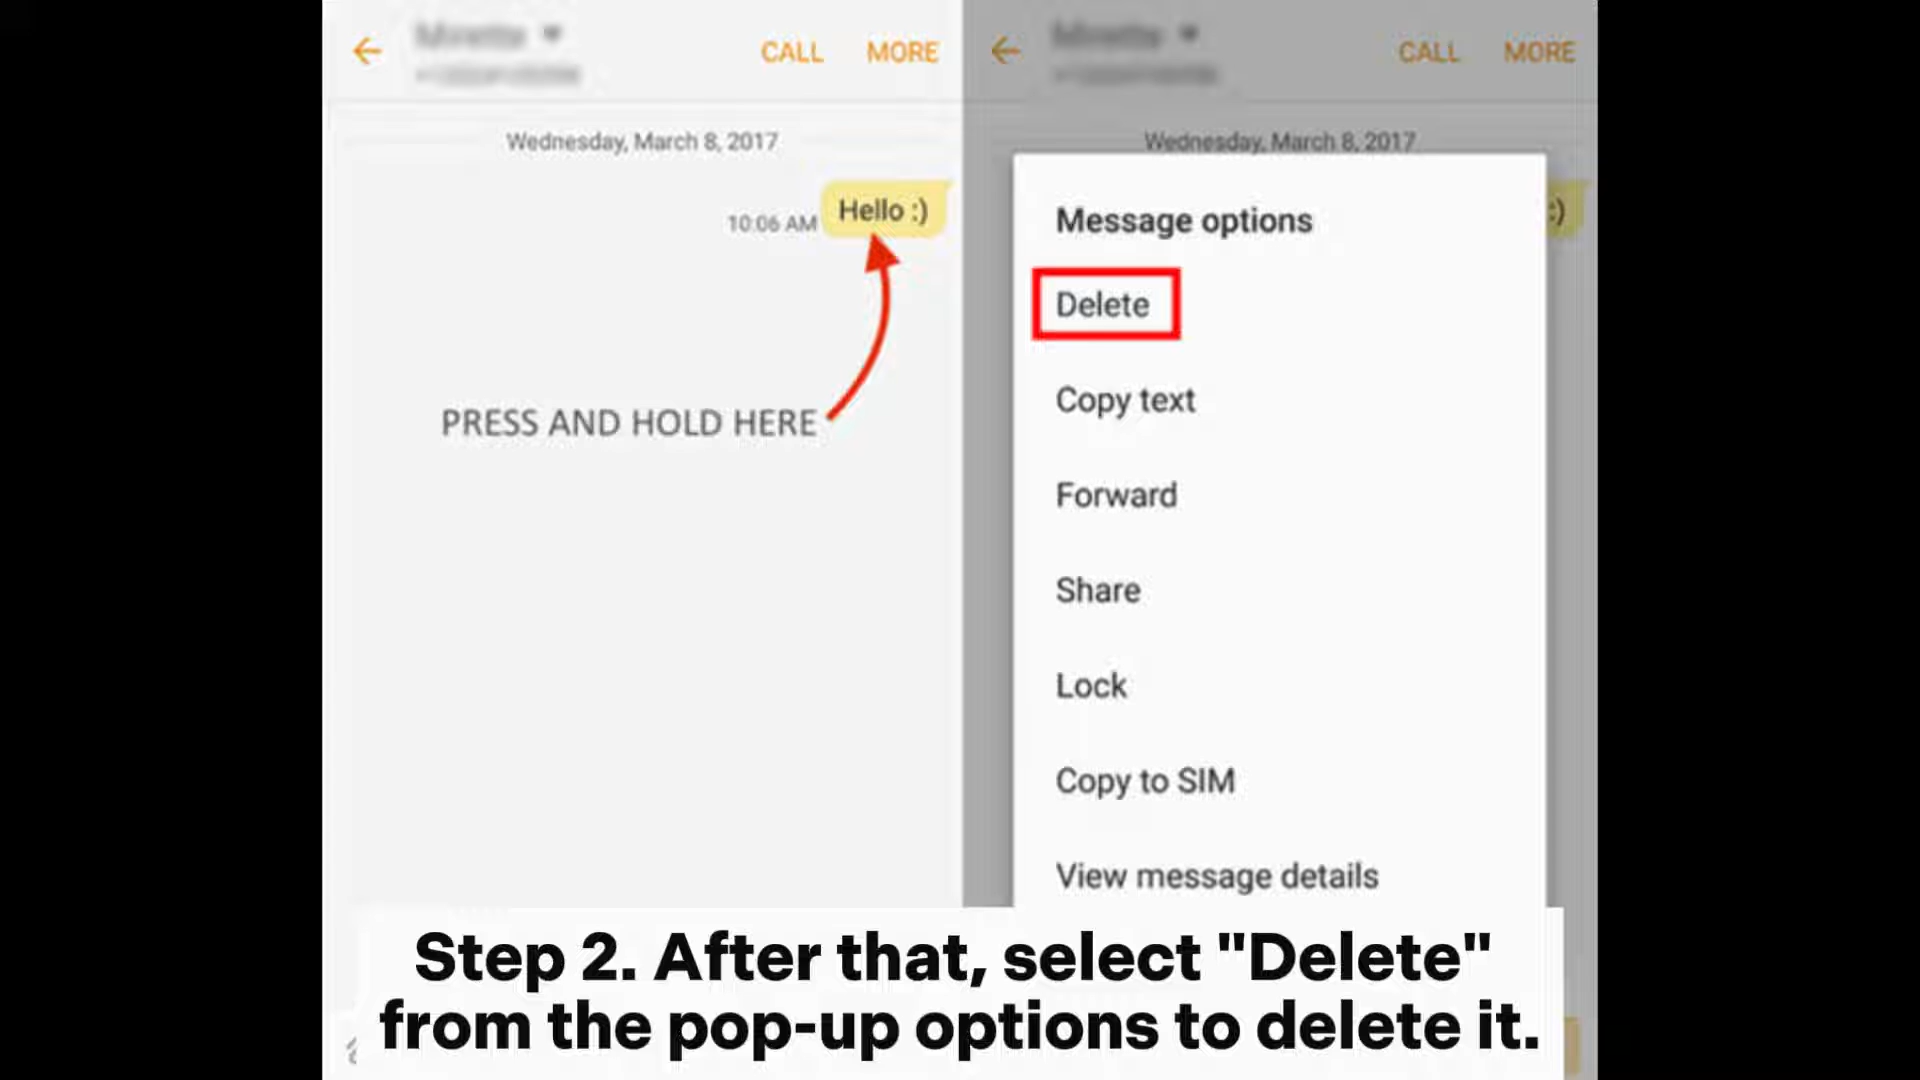 CALL MORE
Wednesday, March 8, 2017
10:06 AM Hello :)
PRESS AND HOLD HERE
CALL MORE
Wednesday, March 8, 2017
:)
Message options
Delete
Copy text
Forward
Share
Lock
Copy to SIM
View message details
Step 2. After that, select "Delete"
from the pop-up options to delete it.